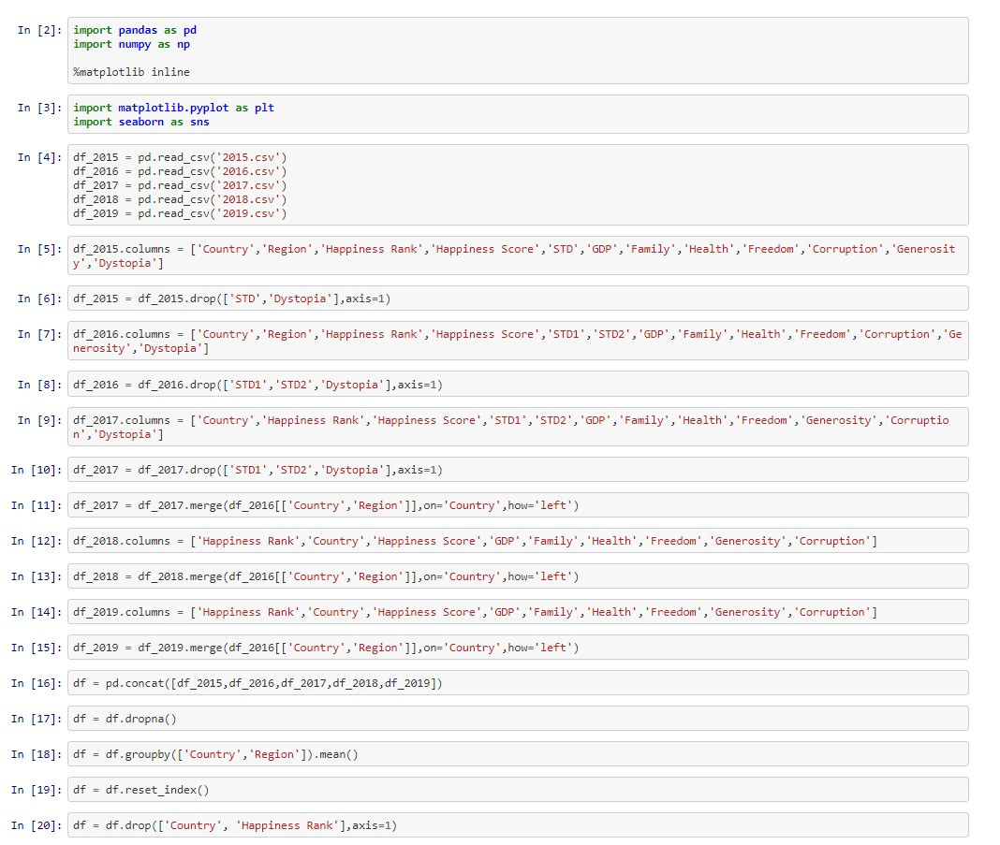 In [2]: import pandas as pd
import numpy as np
%matplotlib inline
In [3]: import matplotlib.pyplot as plt
import seaborn as sns
In [4]: df_2015 = pd.read_csv('2015.csv')
df_2016 = pd.read_csv('2016.csv')
df_2017 = pd.read_csv('2017.csv')
df_2018 = pd.read_csv('2018.csv')
df_2019 = pd.read_csv('2019.csv')
In [5]: df_2015.columns = ['Country','Region','Happiness Rank','Happiness Score','STD','GDP','Family','Health','Freedom','Corruption','Generosit
y','Dystopia']
In [6]: df_2015 = df_2015.drop(['STD','Dystopia'],axis=1)
In [7]: df_2016.columns = ['Country','Region','Happiness Rank','Happiness Score','STD1','STD2','GDP','Family','Health','Freedom','Corruption','Ge
nerosity','Dystopia']
In [8]: df_2016 = df_2016.drop(['STD1','STD2','Dystopia'],axis=1)
In [9]: df_2017.columns = ['Country','Happiness Rank','Happiness Score','STD1','STD2','GDP','Family','Health','Freedom','Generosity','Corruptio
n','Dystopia']
In [10]: df_2017 = df_2017.drop(['STD1','STD2','Dystopia'],axis=1)
In [11]: df_2017 = df_2017.merge(df_2016[['Country','Region']],on='Country',how='left')
In [12]: df_2018.columns = ['Happiness Rank','Country','Happiness Score','GDP','Family','Health','Freedom','Generosity','Corruption']
In [13]: df_2018 = df_2018.merge(df_2016[['Country','Region']],on='Country',how='left')
In [14]: df_2019.columns = ['Happiness Rank','Country','Happiness Score','GDP','Family','Health','Freedom','Generosity','Corruption']
In [15]: df_2019 = df_2019.merge(df_2016[['Country','Region']],on='Country',how='left')
In [16]: df = pd.concat([df_2015,df_2016,df_2017,df_2018,df_2019])
In [17]: df = df.dropna()
In [18]: df = df.groupby(['Country','Region']).mean()
In [19]: df = df.reset_index()
In [20]: df = df.drop(['Country', 'Happiness Rank'],axis=1)